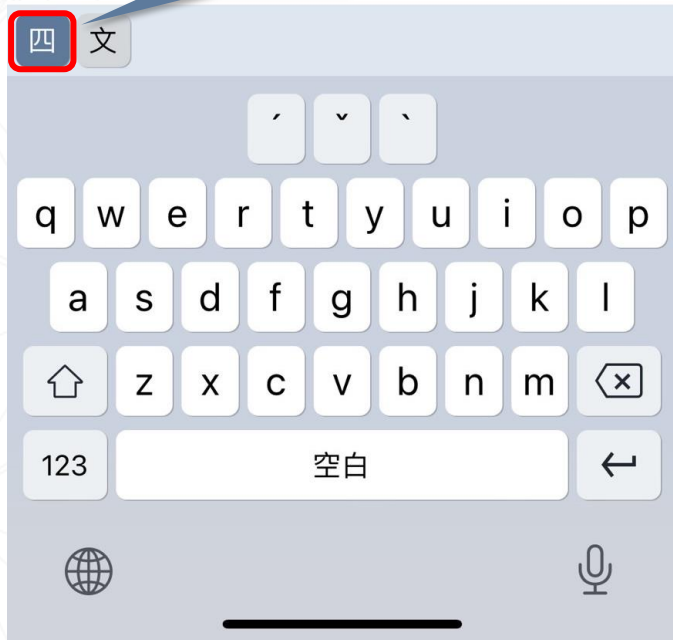 四 文
ˊ ˇ ˋ
q w e r t y u i o p
a s d f g h j k l
z x c v b n m
123 空白